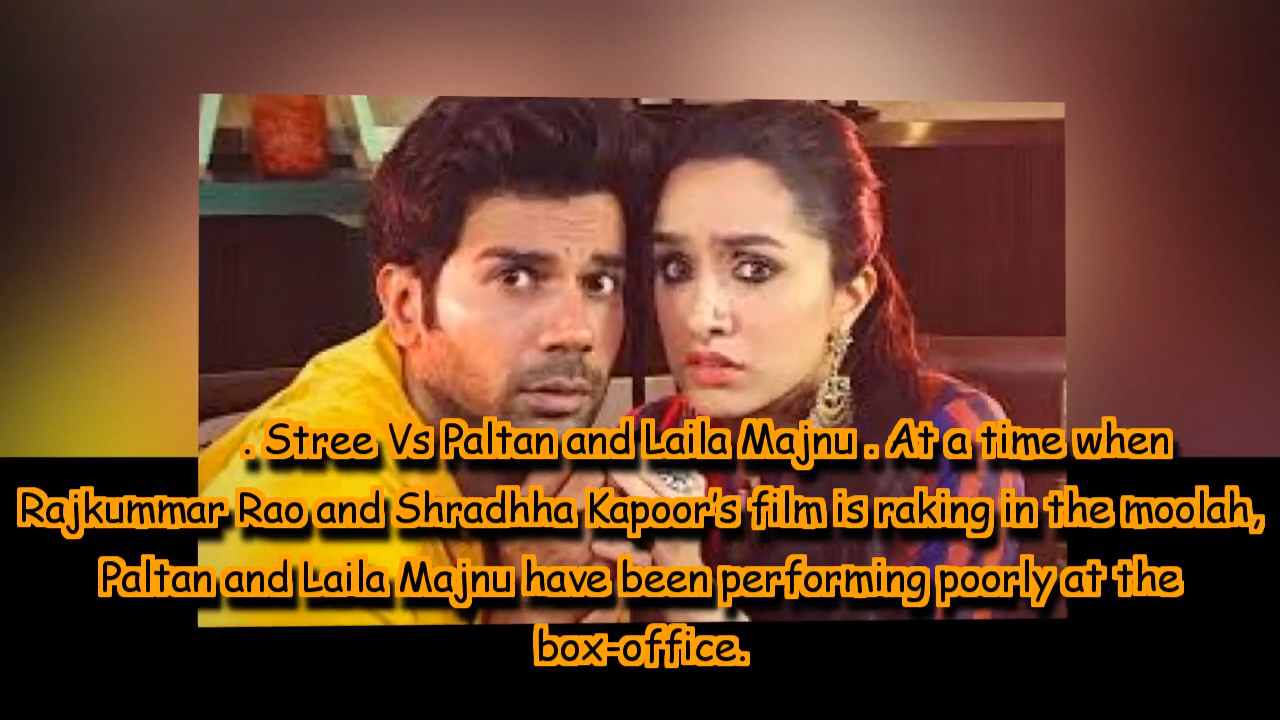 . Stree Vs Paltan and Laila Majnu . At a time when
Rajkummar Rao and Shradhha Kapoor’s film is raking in the moolah,
Paltan and Laila Majnu have been performing poorly at the
box-office.